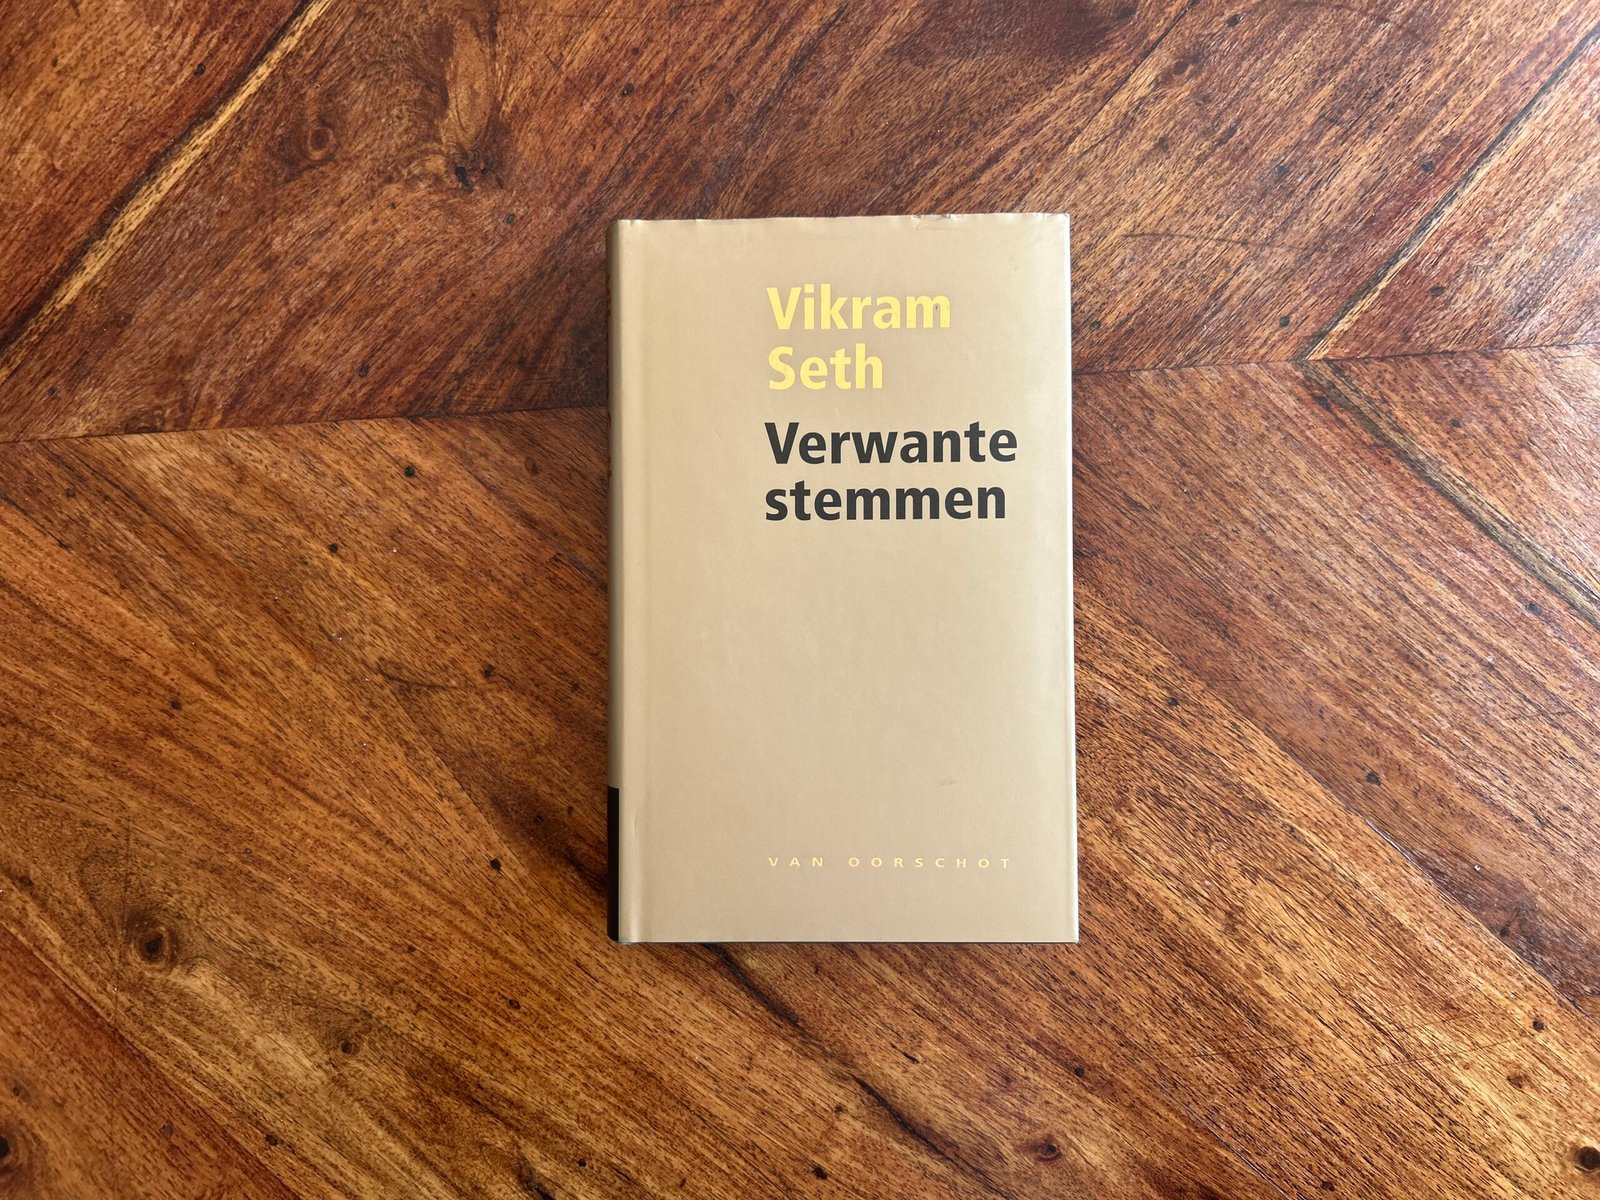 Vikram
Seth
Verwante
stemmen
VAN OORSCHOT